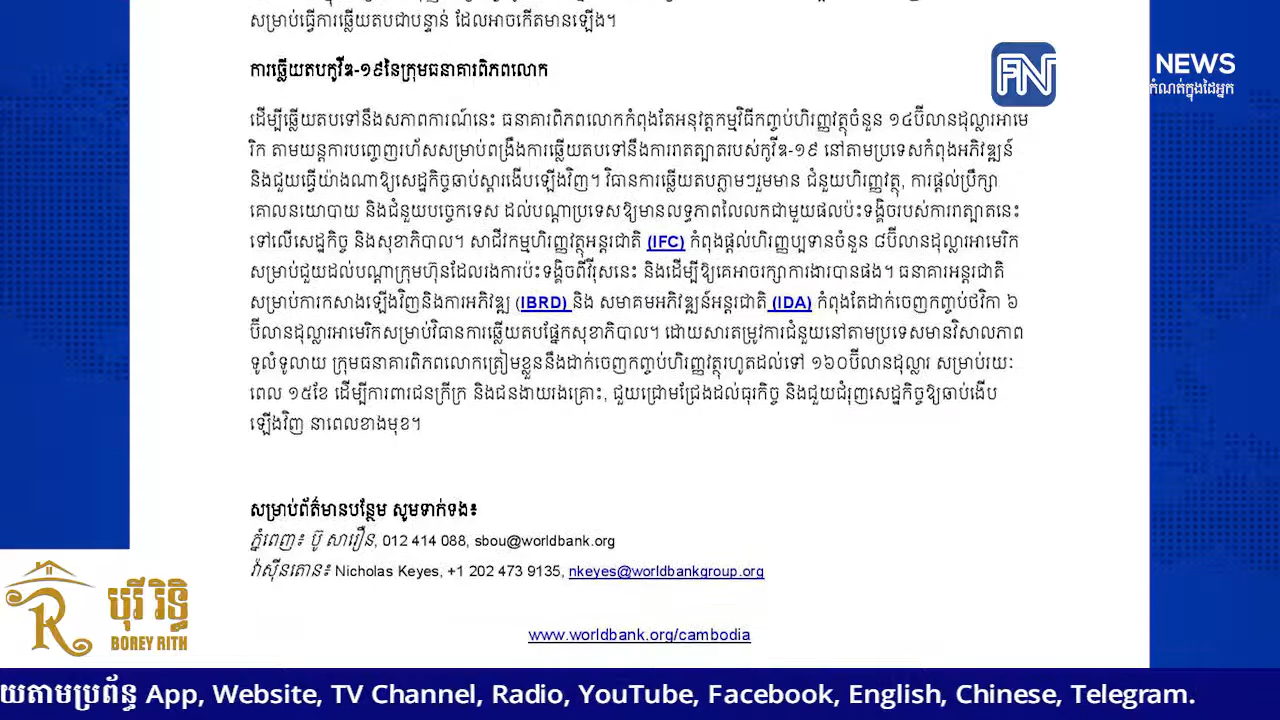 សម្រាប់ធ្វើការឆ្លើយតបជាបន្ទាន់ ដែលអាចកើតមានឡើង។
ការឆ្លើយតបកូវីឌ-១៩នៃក្រុមធនាគារពិភពលោក
FN
NEWS
កំណត់ក្នុងដៃអ្នក
ដើម្បីឆ្លើយតបទៅនឹងសភាពការណ៍នេះ ធនាគារពិភពលោកកំពុងតែអនុវត្តកម្មវិធីកញ្ចប់ហិរញ្ញវត្ថុចំនួន ១៤ប៊ីលានដុល្លារអាមេ
រិក តាមយន្តការបញ្ចេញរហ័សសម្រាប់ពង្រឹងការឆ្លើយតបទៅនឹងការរាតត្បាតរបស់កូវីឌ-១៩ នៅតាមប្រទេសកំពុងអភិវឌ្ឍន៍
និងជួយធ្វើយ៉ាងណាឱ្យសេដ្ឋកិច្ចឆាប់ស្តារងើបឡើងវិញ។ វិធានការឆ្លើយតបភ្លាមៗរួមមាន ជំនួយហិរញ្ញវត្ថុ, ការផ្តល់ប្រឹក្សា
គោលនយោបាយ និងជំនួយបច្ចេកទេស ដល់បណ្តាប្រទេសឱ្យមានលទ្ធភាពលៃលកជាមួយផលប៉ះទង្គិចរបស់ការរាត្បាតនេះ
ទៅលើសេដ្ឋកិច្ច និងសុខាភិបាល។ សាជីវកម្មហិរញ្ញវត្ថុអន្តរជាតិ (IFC) កំពុងផ្តល់ហិរញ្ញប្បទានចំនួន ៨ប៊ីលានដុល្លារអាមេរិក
សម្រាប់ជួយដល់បណ្តាក្រុមហ៊ុនដែលរងការប៉ះទង្គិចពីវីរុសនេះ និងដើម្បីឱ្យគេអាចរក្សាការងារបានផង។ ធនាគារអន្តរជាតិ
សម្រាប់ការកសាងឡើងវិញនិងការអភិវឌ្ឍ (IBRD) និង សមាគមអភិវឌ្ឍន៍អន្តរជាតិ (IDA) កំពុងតែដាក់ចេញកញ្ចប់ថវិកា ៦
ប៊ីលានដុល្លារអាមេរិកសម្រាប់វិធានការឆ្លើយតបផ្នែកសុខាភិបាល។ ដោយសារតម្រូវការជំនួយនៅតាមប្រទេសមានវិសាលភាព
ទូលំទូលាយ ក្រុមធនាគារពិភពលោកត្រៀមខ្លួននឹងដាក់ចេញកញ្ចប់ហិរញ្ញវត្ថុរហូតដល់ទៅ ១៦០ប៊ីលានដុល្លារ សម្រាប់រយៈ
ពេល ១៥ខែ ដើម្បីការពារជនក្រីក្រ និងជនងាយរងគ្រោះ, ជួយជ្រោមជ្រែងដល់ធុរកិច្ច និងជួយជំរុញសេដ្ឋកិច្ចឱ្យឆាប់ងើប
ឡើងវិញ នាពេលខាងមុខ។
សម្រាប់ព័ត៌មានបន្ថែម សូមទាក់ទង៖
ភ្នំពេញ៖ ប៊ូ សារឿន, 012 414 088, sbou@worldbank.org
វ៉ាស៊ីនតោន៖ Nicholas Keyes, +1 202 473 9135, nkeyes@worldbankgroup.org
www.worldbank.org/cambodia
បុរី រិទ្ធិ
BOREY RITH
យតាមប្រព័ន្ធ App, Website, TV Channel, Radio, YouTube, Facebook, English, Chinese, Telegram.